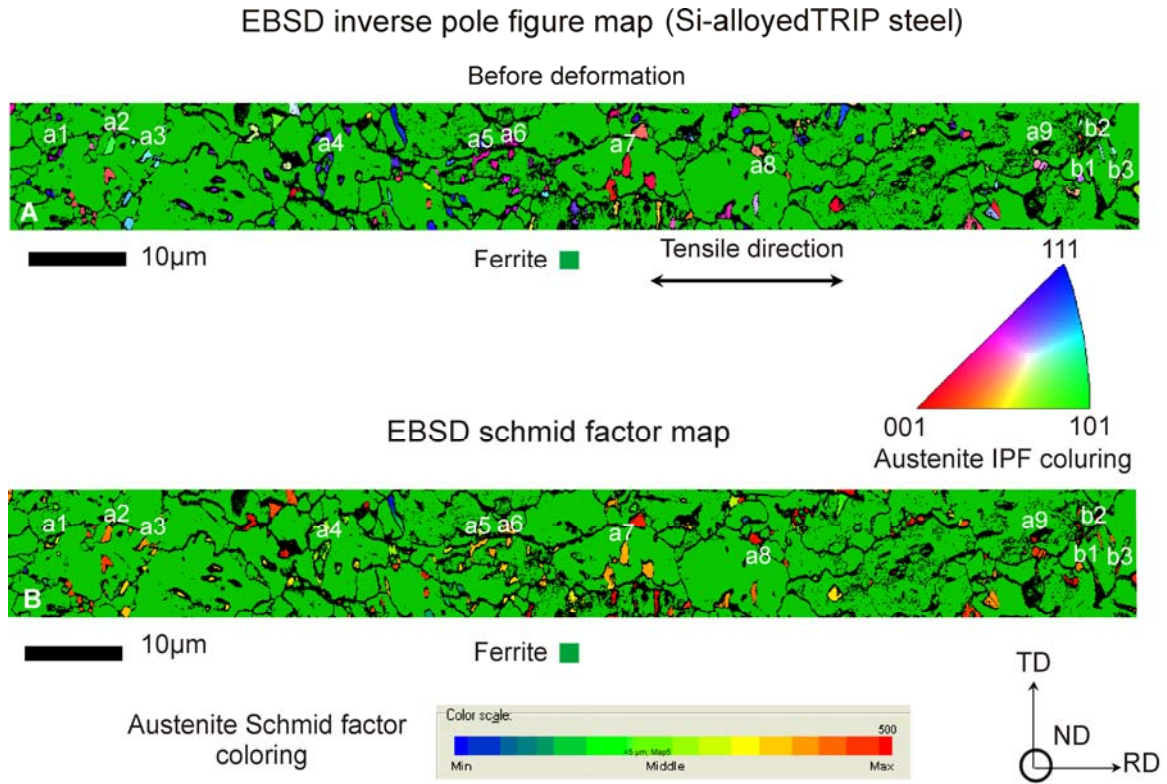 EBSD inverse pole figure map (Si-alloyedTRIP steel)
Before deformation
a1 a2 a3 a4 a5 a6 a7 a8 a9 b1 b2 b3
A
10μm
Ferrite
Tensile direction
111
001
101
Austenite IPF coluring
EBSD schmid factor map
a1 a2 a3 a4 a5 a6 a7 a8 a9 b1 b2 b3
B
10μm
Ferrite
TD
ND
RD
Austenite Schmid factor
coloring
Color scale:
500
=5 μm; Map5
Min Middle Max